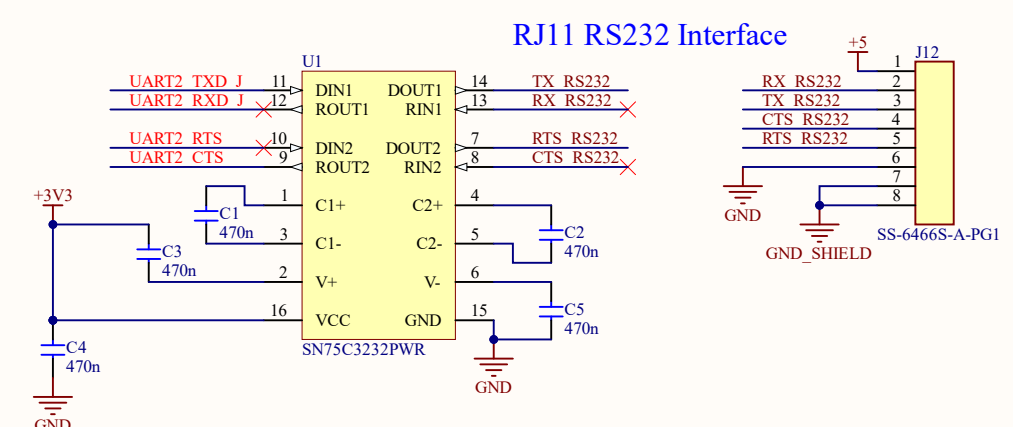 RJ11 RS232 Interface
U1
UART2_TXD_J 11 DIN1 DOUT1 14 TX_RS232
UART2_RXD_J 12 ROUT1 RIN1 13 RX_RS232
UART2_RTS 10 DIN2 DOUT2 7 RTS_RS232
UART2_CTS 9 ROUT2 RIN2 8 CTS_RS232
1 C1+ C2+ 4
3 C1- C2- 5
2 V+ V- 6
16 VCC GND 15
SN75C3232PWR
C1
470n
+3V3
C3
470n
C4
470n
GND
C2
470n
C5
470n
GND
+5
J12
1
RX_RS232 2
TX_RS232 3
CTS_RS232 4
RTS_RS232 5
6
7
8
GND
GND_SHIELD
SS-6466S-A-PG1